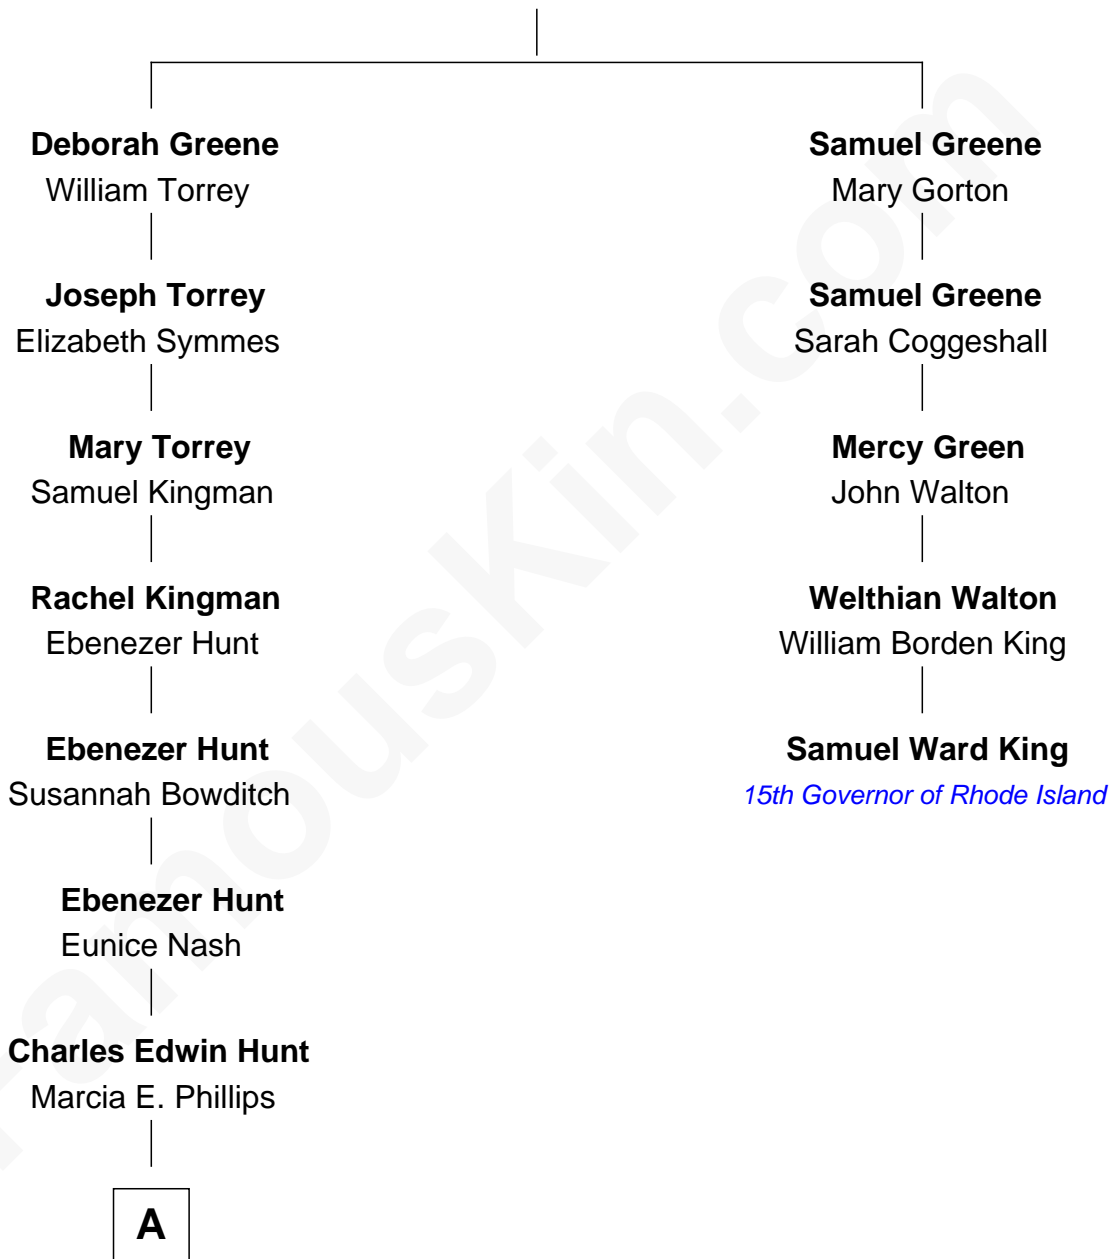 Deborah Greene
William Torrey
Joseph Torrey
Elizabeth Symmes
Mary Torrey
Samuel Kingman
Rachel Kingman
Ebenezer Hunt
Ebenezer Hunt
Susannah Bowditch
Ebenezer Hunt
Eunice Nash
Charles Edwin Hunt
Marcia E. Phillips
A
Samuel Greene
Mary Gorton
Samuel Greene
Sarah Coggeshall
Mercy Green
John Walton
Welthian Walton
William Borden King
Samuel Ward King
15th Governor of Rhode Island
FamousKin.com